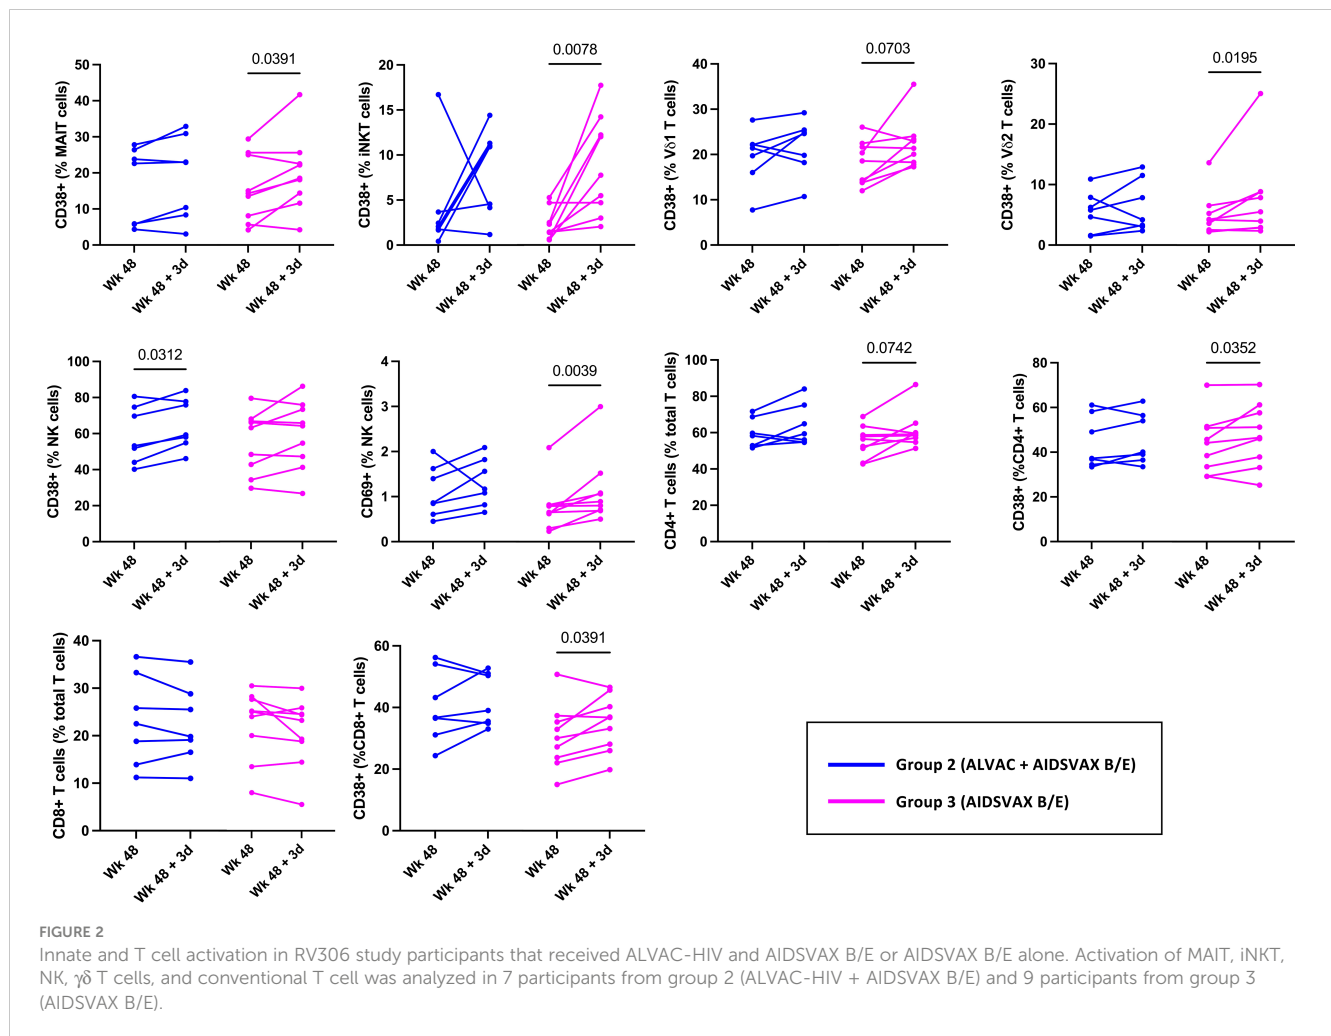 0.0391
CD38+ (% MAIT cells)
50
40
30
20
10
0
Wk 48
Wk 48 + 3d
Wk 48
Wk 48 + 3d
0.0078
CD38+ (% iNKT cells)
20
15
10
5
0
Wk 48
Wk 48 + 3d
Wk 48
Wk 48 + 3d
0.0703
CD38+ (% Vδ1 T cells)
40
30
20
10
0
Wk 48
Wk 48 + 3d
Wk 48
Wk 48 + 3d
0.0195
CD38+ (% Vδ2 T cells)
30
20
10
0
Wk 48
Wk 48 + 3d
Wk 48
Wk 48 + 3d
0.0312
CD38+ (% NK cells)
100
80
60
40
20
0
Wk 48
Wk 48 + 3d
Wk 48
Wk 48 + 3d
0.0039
CD69+ (% NK cells)
4
3
2
1
0
Wk 48
Wk 48 + 3d
Wk 48
Wk 48 + 3d
0.0742
CD4+ T cells (% total T cells)
100
80
60
40
20
0
Wk 48
Wk 48 + 3d
Wk 48
Wk 48 + 3d
0.0352
CD38+ (%CD4+ T cells)
80
60
40
20
0
Wk 48
Wk 48 + 3d
Wk 48
Wk 48 + 3d
CD8+ T cells (% total T cells)
40
30
20
10
0
Wk 48
Wk 48 + 3d
Wk 48
Wk 48 + 3d
0.0391
CD38+ (%CD8+ T cells)
60
40
20
0
Wk 48
Wk 48 + 3d
Wk 48
Wk 48 + 3d
Group 2 (ALVAC + AIDSVAX B/E)
Group 3 (AIDSVAX B/E)
FIGURE 2
Innate and T cell activation in RV306 study participants that received ALVAC-HIV and AIDSVAX B/E or AIDSVAX B/E alone. Activation of MAIT, iNKT,
NK, γδ T cells, and conventional T cell was analyzed in 7 participants from group 2 (ALVAC-HIV + AIDSVAX B/E) and 9 participants from group 3
(AIDSVAX B/E).